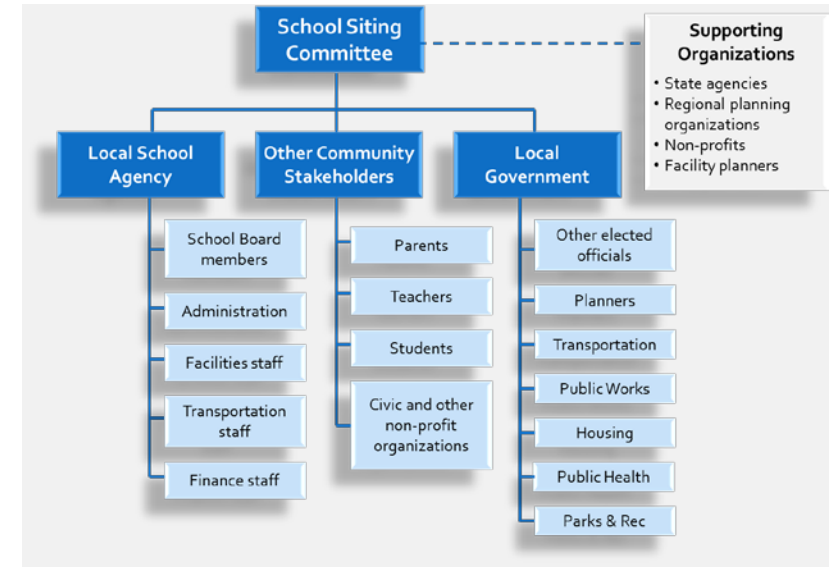 School Siting
Committee
Supporting
Organizations
• State agencies
• Regional planning
organizations
• Non-profits
• Facility planners
Local School
Agency
School Board
members
Administration
Facilities staff
Transportation
staff
Finance staff
Other Community
Stakeholders
Parents
Teachers
Students
Civic and other
non-profit
organizations
Local
Government
Other elected
officials
Planners
Transportation
Public Works
Housing
Public Health
Parks & Rec